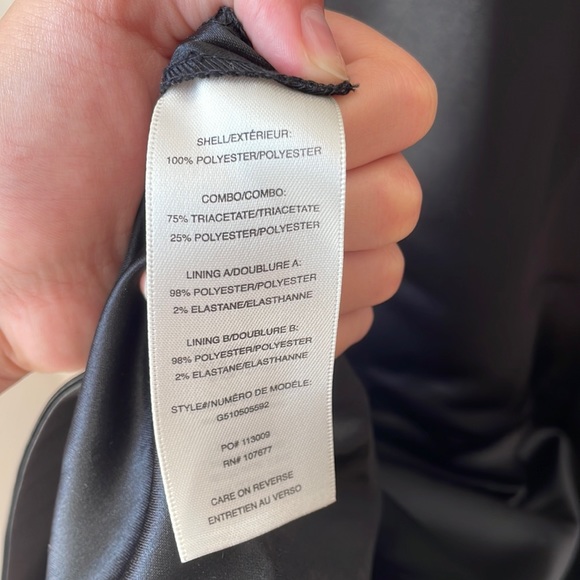 SHELL/EXTÉRIEUR:
100% POLYESTER/POLYESTER
COMBO/COMBO:
75% TRIACETATE/TRIACETATE
25% POLYESTER/POLYESTER
LINING A/DOUBLURE A:
98% POLYESTER/POLYESTER
2% ELASTANE/ELASTHANNE
LINING B/DOUBLURE B:
98% POLYESTER/POLYESTER
2% ELASTANE/ELASTHANNE
STYLE#/NUMÉRO DE MODÈLE:
G510505592
PO# 113009
RN# 107677
CARE ON REVERSE
ENTRETIEN AU VERSO